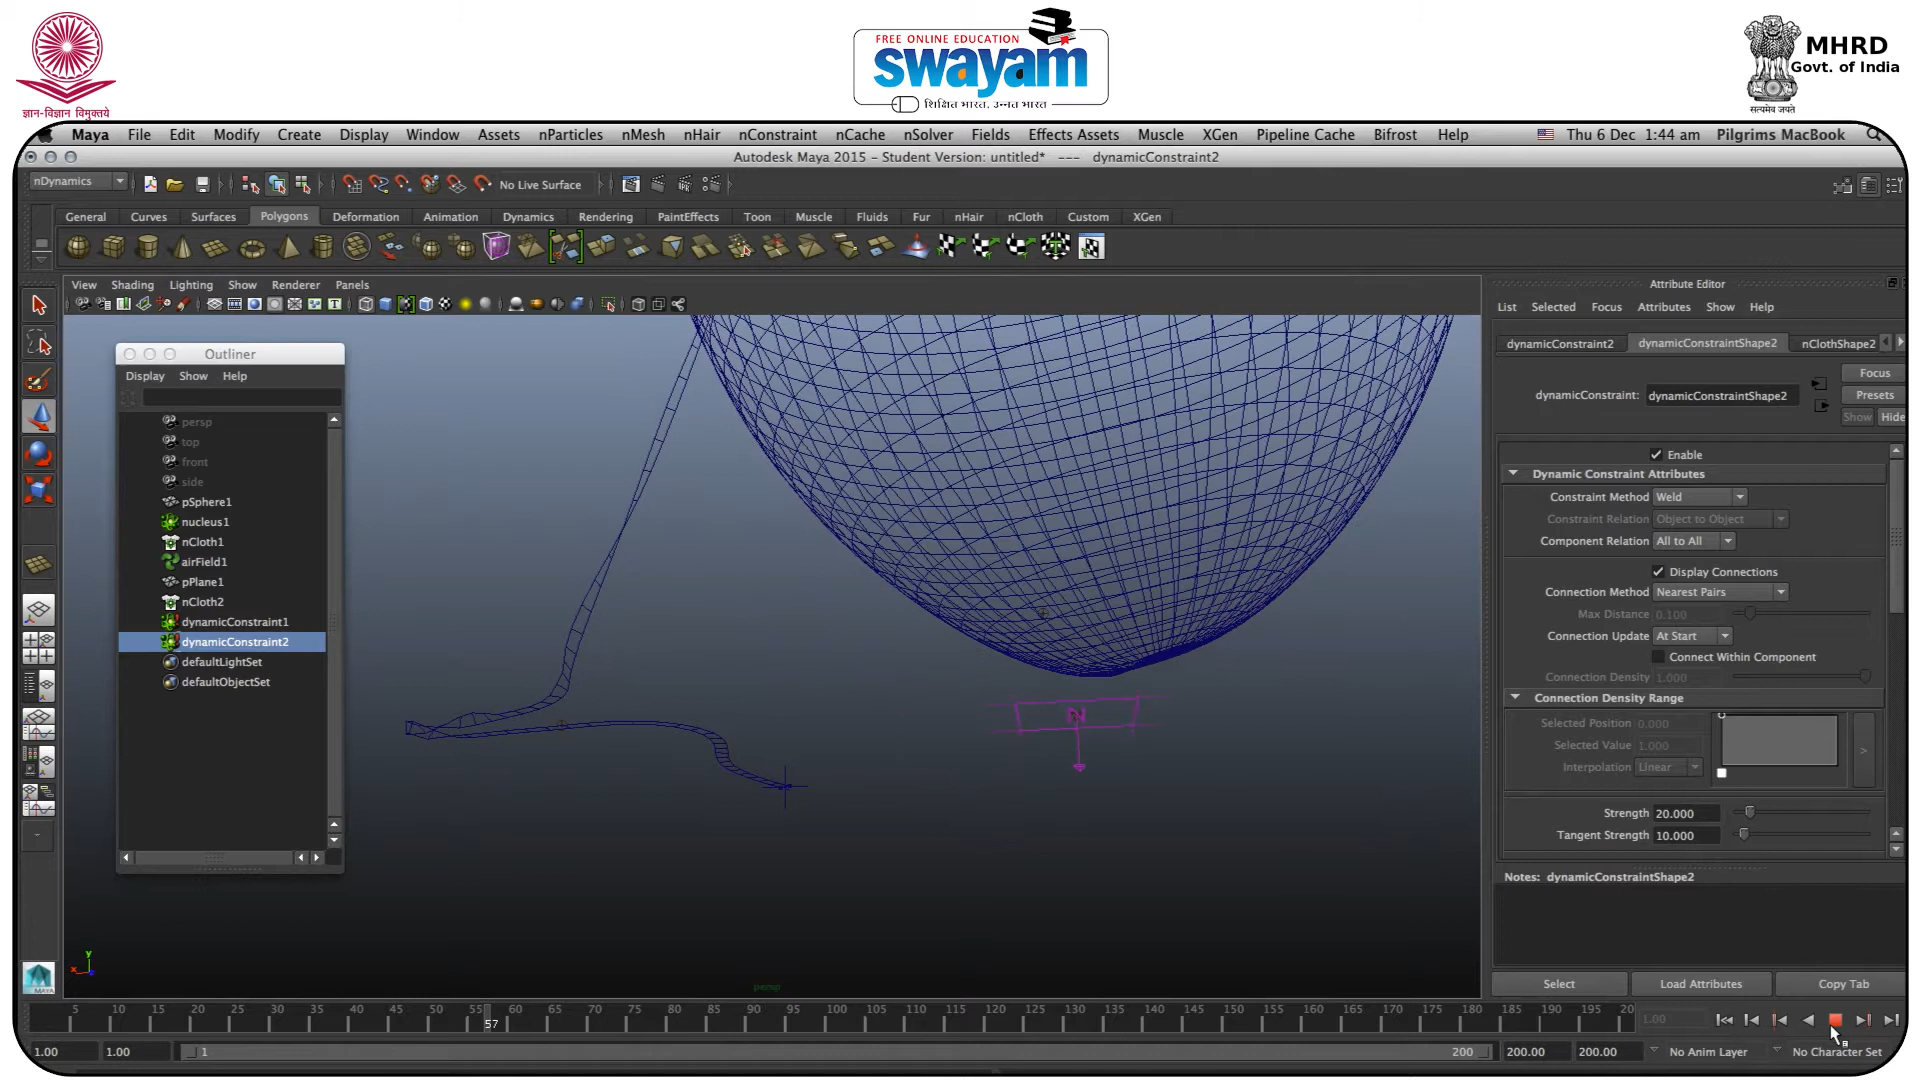 ज्ञान-विज्ञान विमुक्तये
FREE ONLINE EDUCATION
swayam
शिक्षित भारत, उन्नत भारत
सत्यमेव जयते
MHRD
Govt. of India
Maya File Edit Modify Create Display Window Assets nParticles nMesh nHair nConstraint nCache nSolver Fields Effects Assets Muscle XGen Pipeline Cache Bifrost Help Thu 6 Dec 1:44 am Pilgrims MacBook
Autodesk Maya 2015 - Student Version: untitled* --- dynamicConstraint2
nDynamics No Live Surface
General Curves Surfaces Polygons Deformation Animation Dynamics Rendering PaintEffects Toon Muscle Fluids Fur nHair nCloth Custom XGen
View Shading Lighting Show Renderer Panels
Outliner
Display Show Help
persp
top
front
side
pSphere1
nucleus1
nCloth1
airField1
pPlane1
nCloth2
dynamicConstraint1
dynamicConstraint2
defaultLightSet
defaultObjectSet
N
y
x
persp
MAYA
Attribute Editor
List Selected Focus Attributes Show Help
dynamicConstraint2 dynamicConstraintShape2 nClothShape2
Focus
dynamicConstraint: dynamicConstraintShape2 Presets
Show Hide
Enable
Dynamic Constraint Attributes
Constraint Method Weld
Constraint Relation Object to Object
Component Relation All to All
Display Connections
Connection Method Nearest Pairs
Max Distance 0.100
Connection Update At Start
Connect Within Component
Connection Density 1.000
Connection Density Range
Selected Position 0.000
Selected Value 1.000
Interpolation Linear
>
Strength 20.000
Tangent Strength 10.000
Notes: dynamicConstraintShape2
Select Load Attributes Copy Tab
5 10 15 20 25 30 35 40 45 50 55 60 65 70 75 80 85 90 95 100 105 110 115 120 125 130 135 140 145 150 155 160 165 170 175 180 185 190 195 20
57
1.00
1.00 1.00 1 200 200.00 200.00 No Anim Layer No Character Set